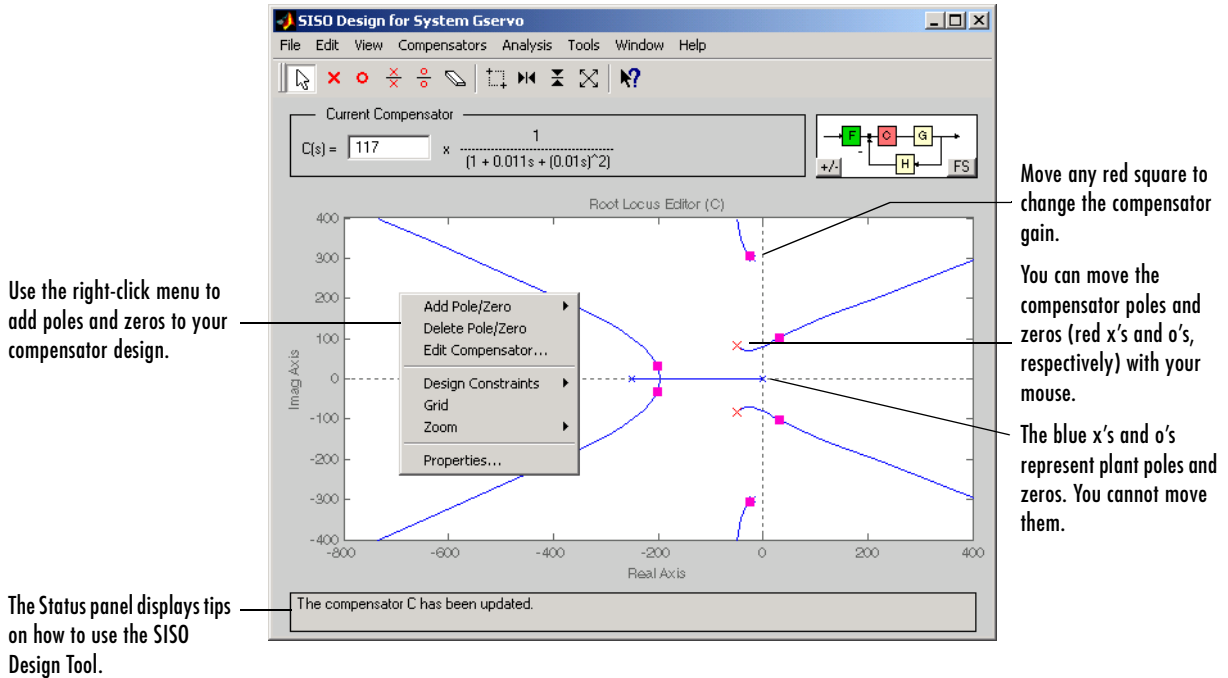 SISO Design for System Gservo
File Edit View Compensators Analysis Tools Window Help
Current Compensator
C(s) = 117 x 1
(1 + 0.011s + (0.01s)^2)
F C G
H
+/- FS
Root Locus Editor (C)
400
300
200
100
0
-100
-200
-300
-400
Imag Axis
-800 -600 -400 -200 0 200 400
Real Axis
Add Pole/Zero
Delete Pole/Zero
Edit Compensator...
Design Constraints
Grid
Zoom
Properties...
The compensator C has been updated.
Use the right-click menu to
add poles and zeros to your
compensator design.
The Status panel displays tips
on how to use the SISO
Design Tool.
Move any red square to
change the compensator
gain.
You can move the
compensator poles and
zeros (red x's and o's,
respectively) with your
mouse.
The blue x's and o's
represent plant poles and
zeros. You cannot move
them.